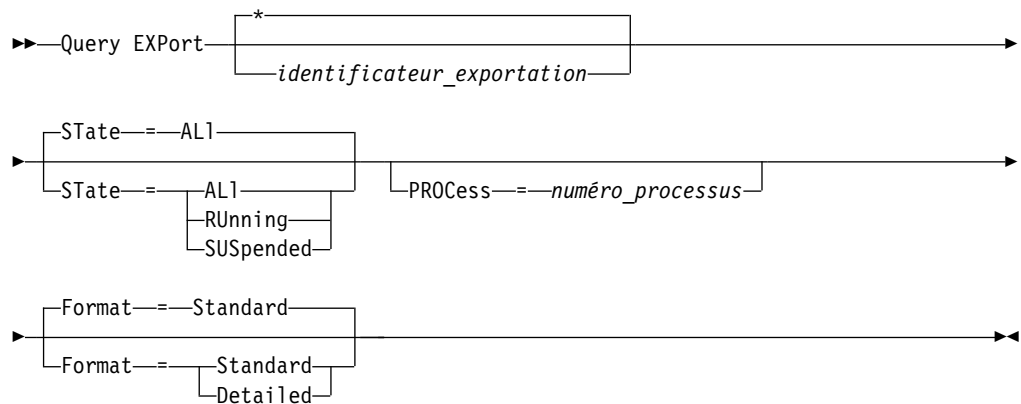 *
Query EXPort
identificateur_exportation
STate = ALl
STate = ALl
RUnning
SUSpended
PROCess = numéro_processus
Format = Standard
Format = Standard
Detailed